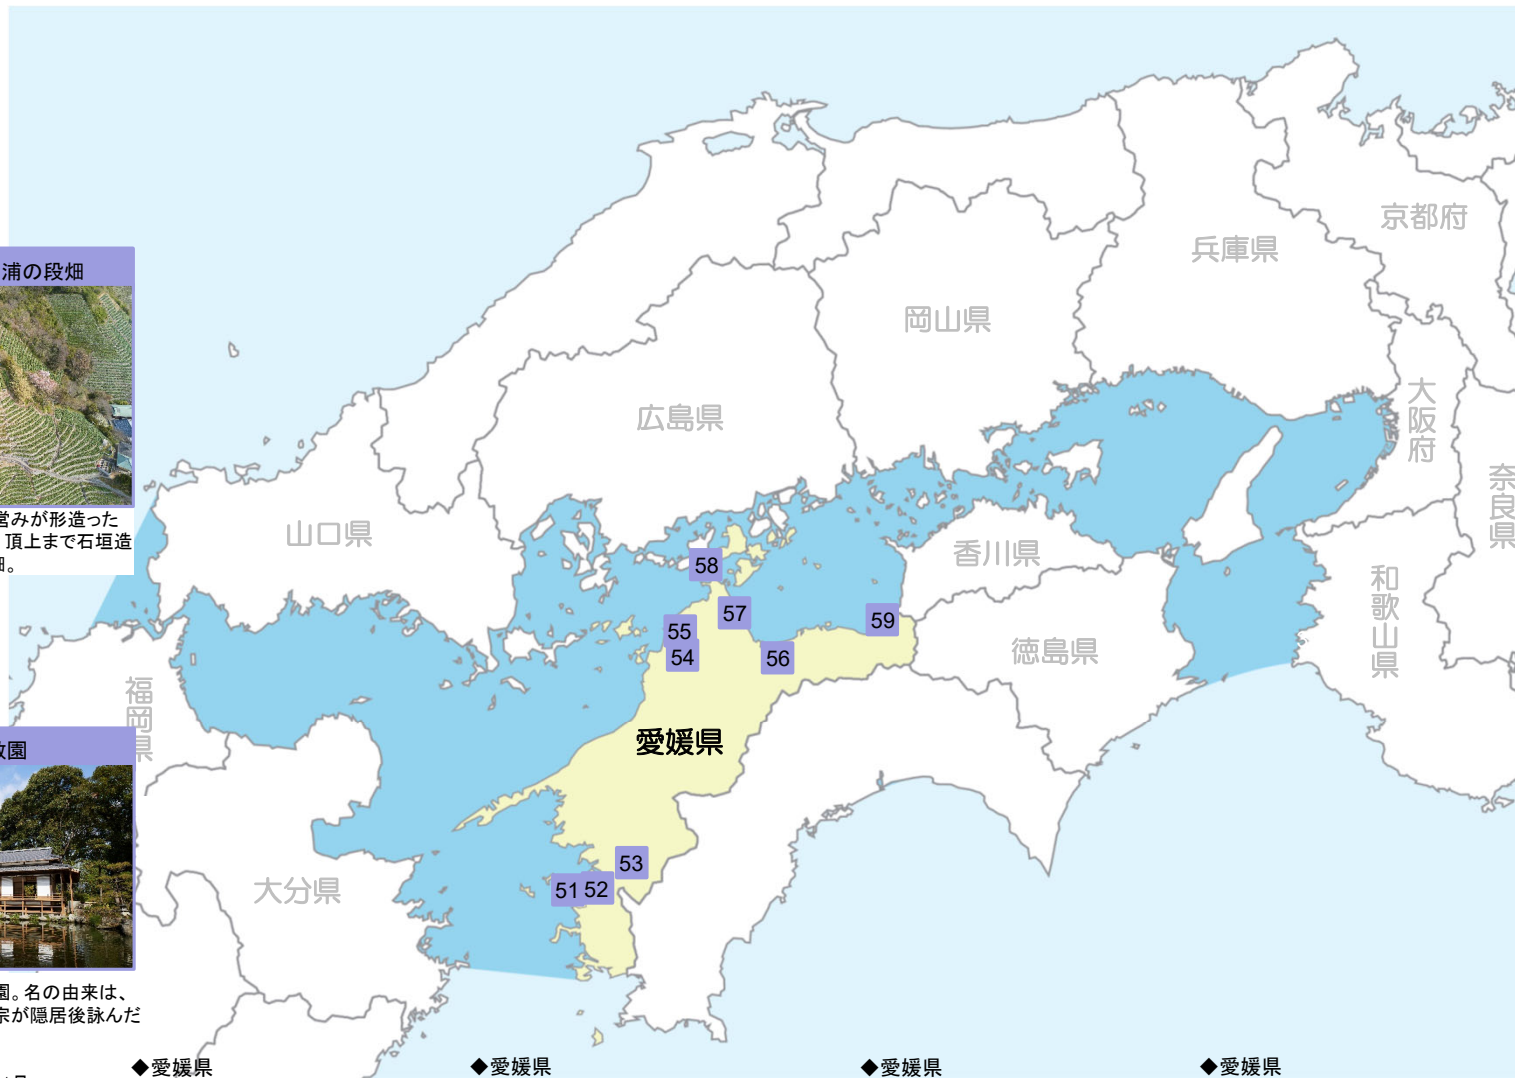 京都府
兵庫県
浦の段畑
岡山県
大阪府
広島県
奈良県
営みが形造った
頂上まで石垣造
畑。
山口県
香川県
58
和歌山県
57
59
55
54
56
徳島県
福岡県
愛媛県
園
53
51
52
大分県
園。名の由来は、
宗が隠居後詠んだ
◆愛媛県
◆愛媛県
◆愛媛県
◆愛媛県